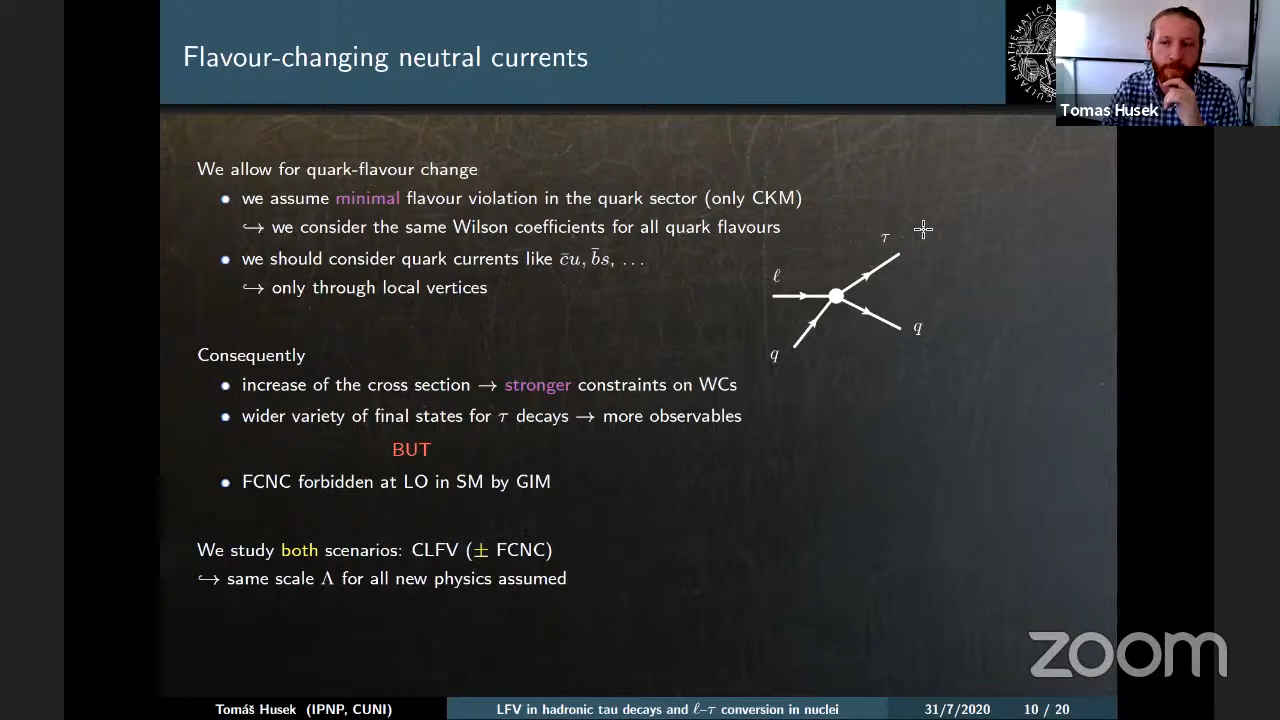 Flavour-changing neutral currents
Tomas Husek
We allow for quark-flavour change
we assume minimal flavour violation in the quark sector (only CKM)
↪ we consider the same Wilson coefficients for all quark flavours
we should consider quark currents like c̄u, b̄s, …
↪ only through local vertices
τ
ℓ
q
q
Consequently
increase of the cross section → stronger constraints on WCs
wider variety of final states for τ decays → more observables
BUT
FCNC forbidden at LO in SM by GIM
We study both scenarios: CLFV (± FCNC)
↪ same scale Λ for all new physics assumed
zoom
Tomáš Husek (IPNP, CUNI)
LFV in hadronic tau decays and ℓ–τ conversion in nuclei
31/7/2020
10 / 20